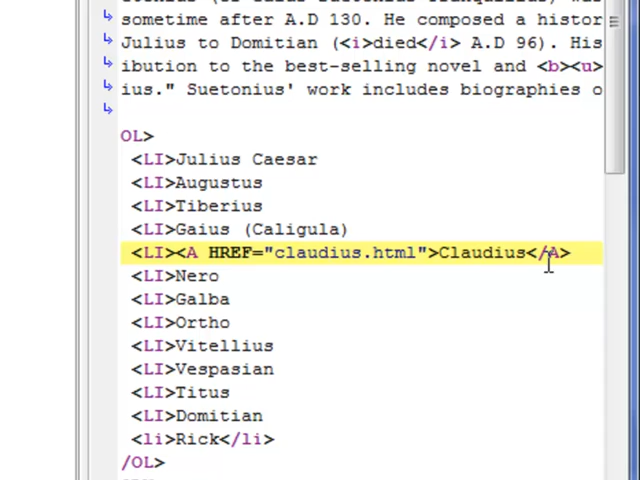 sometime after A.D 130. He composed a histor
Julius to Domitian (<i>died</i> A.D 96). His
ibution to the best-selling novel and <b><u>
ius." Suetonius' work includes biographies o
OL>
<LI>Julius Caesar
<LI>Augustus
<LI>Tiberius
<LI>Gaius (Caligula)
<LI><A HREF="claudius.html">Claudius</A>
<LI>Nero
<LI>Galba
<LI>Ortho
<LI>Vitellius
<LI>Vespasian
<LI>Titus
<LI>Domitian
<li>Rick</li>
/OL>